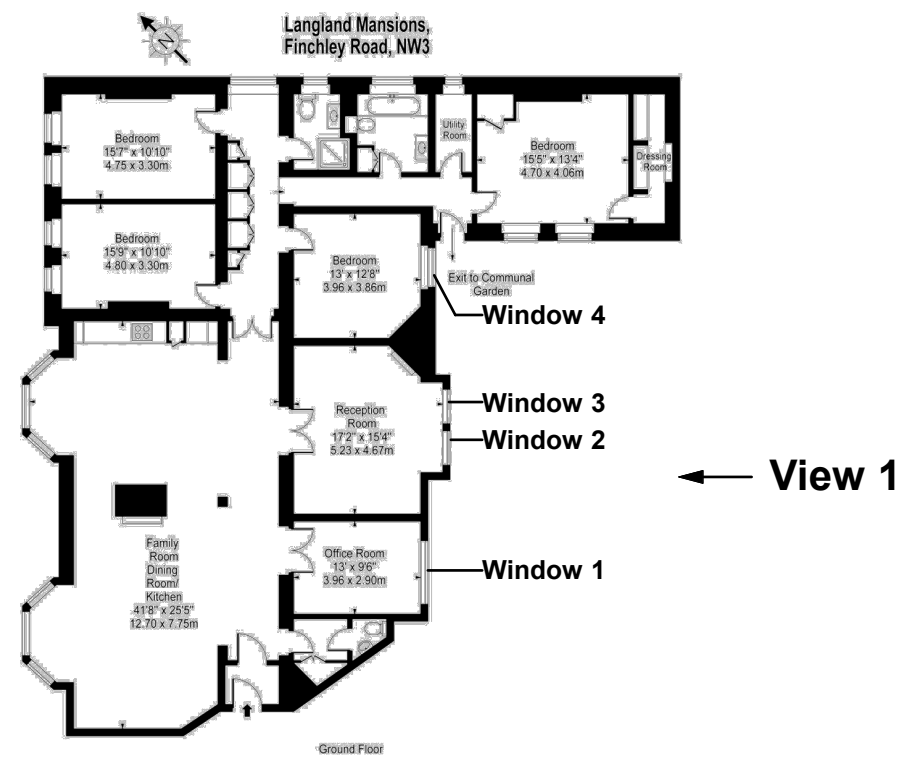 Langland Mansions,
Finchley Road, NW3
N
Bedroom
15'7" x 10'10"
4.75 x 3.30m
Utility
Room
Bedroom
15'5" x 13'4"
4.70 x 4.06m
Dressing
Room
Bedroom
15'9" x 10'10"
4.80 x 3.30m
Bedroom
13' x 12'8"
3.96 x 3.86m
Exit to Communal
Garden
Window 4
Window 3
Reception
Room
17'2" x 15'4"
5.23 x 4.67m
Window 2
View 1
Family
Room
Dining
Room/
Kitchen
41'8" x 25'5"
12.70 x 7.75m
Office Room
13' x 9'6"
3.96 x 2.90m
Window 1
Ground Floor